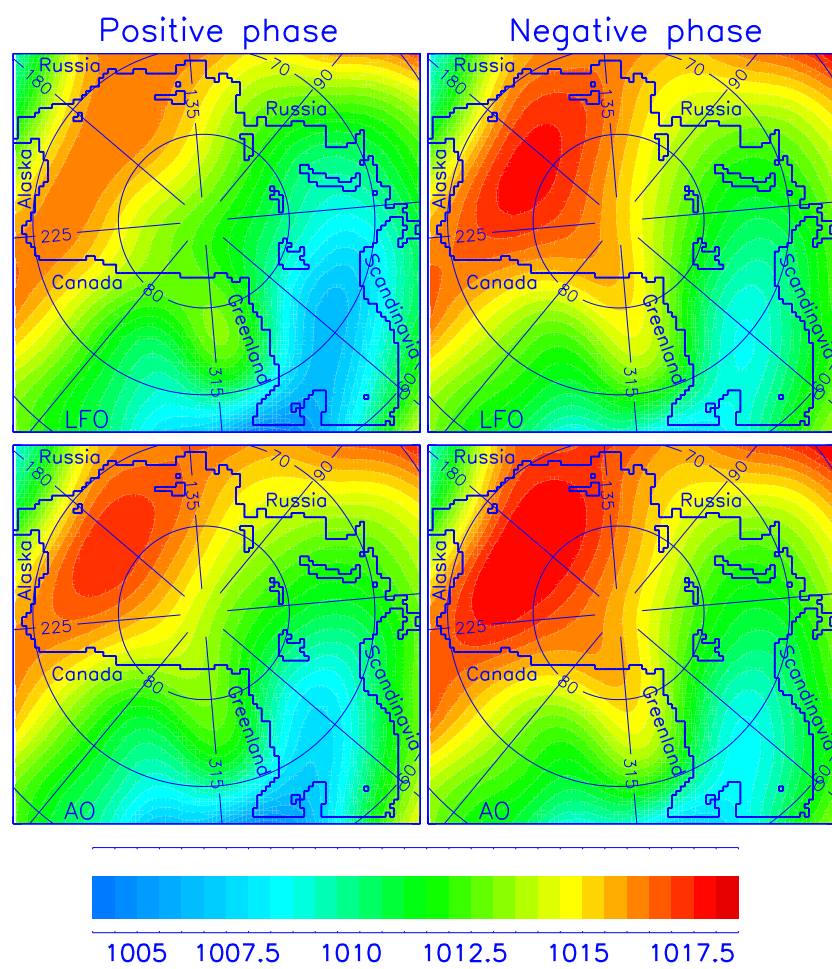 Positive phase
Negative phase
Russia
180
70
90
135
Russia
Alaska
225
Canada
80
Greenland
Scandinavia
315
LFO
Russia
180
70
90
135
Russia
Alaska
225
Canada
80
Greenland
Scandinavia
315
LFO
Russia
180
70
90
135
Russia
Alaska
225
Canada
80
Greenland
Scandinavia
315
AO
Russia
180
70
90
135
Russia
Alaska
225
Canada
80
Greenland
Scandinavia
315
AO
1005 1007.5 1010 1012.5 1015 1017.5